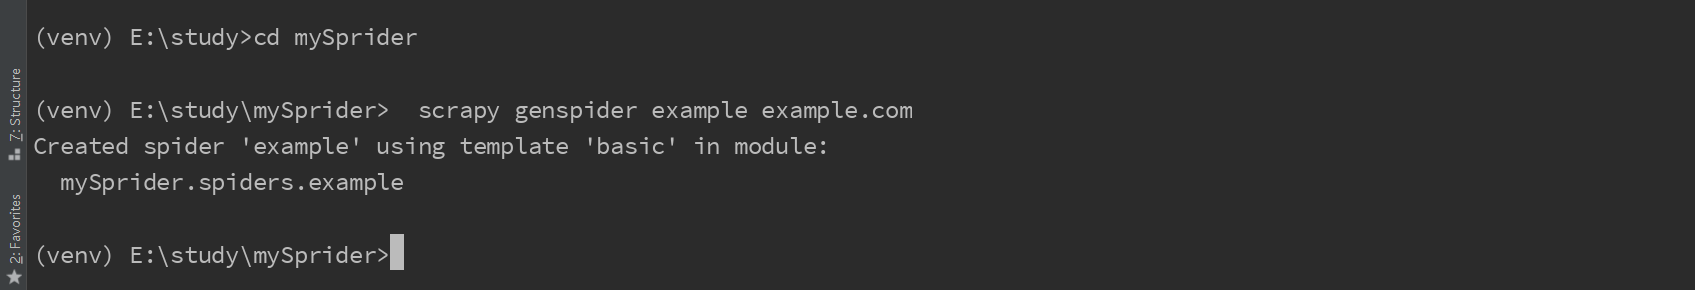 (venv) E:\study>cd mySprider
(venv) E:\study\mySprider>  scrapy genspider example example.com
Created spider 'example' using template 'basic' in module:
  mySprider.spiders.example
(venv) E:\study\mySprider>
7: Structure
2: Favorites